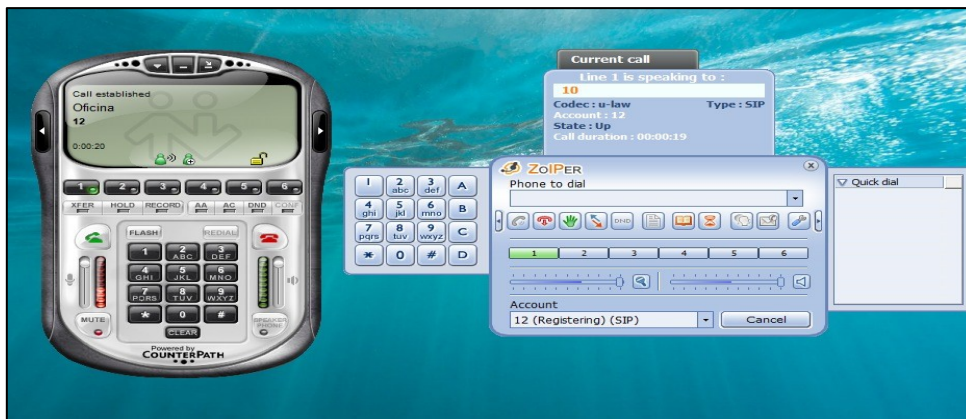 Call established
Oficina
12
0:00:20
1 2 3 4 5 6
XFER HOLD RECORD AA AC DND CONF
FLASH REDIAL
1 2 ABC 3 DEF
4 GHI 5 JKL 6 MNO
7 PQRS 8 TUV 9 WXYZ
* 0 #
MUTE
SPEAKER PHONE
CLEAR
Powered by
COUNTERPATH
Current call
Line 1 is speaking to :
10
Codec : u-law Type : SIP
Account : 12
State : Up
Call duration : 00:00:19
1 2 abc 3 def A
4 ghi 5 jkl 6 mno B
7 pqrs 8 tuv 9 wxyz C
* 0 # D
ZOIPER
Phone to dial
DND
1 2 3 4 5 6
Account
12 (Registering) (SIP)
Cancel
Quick dial